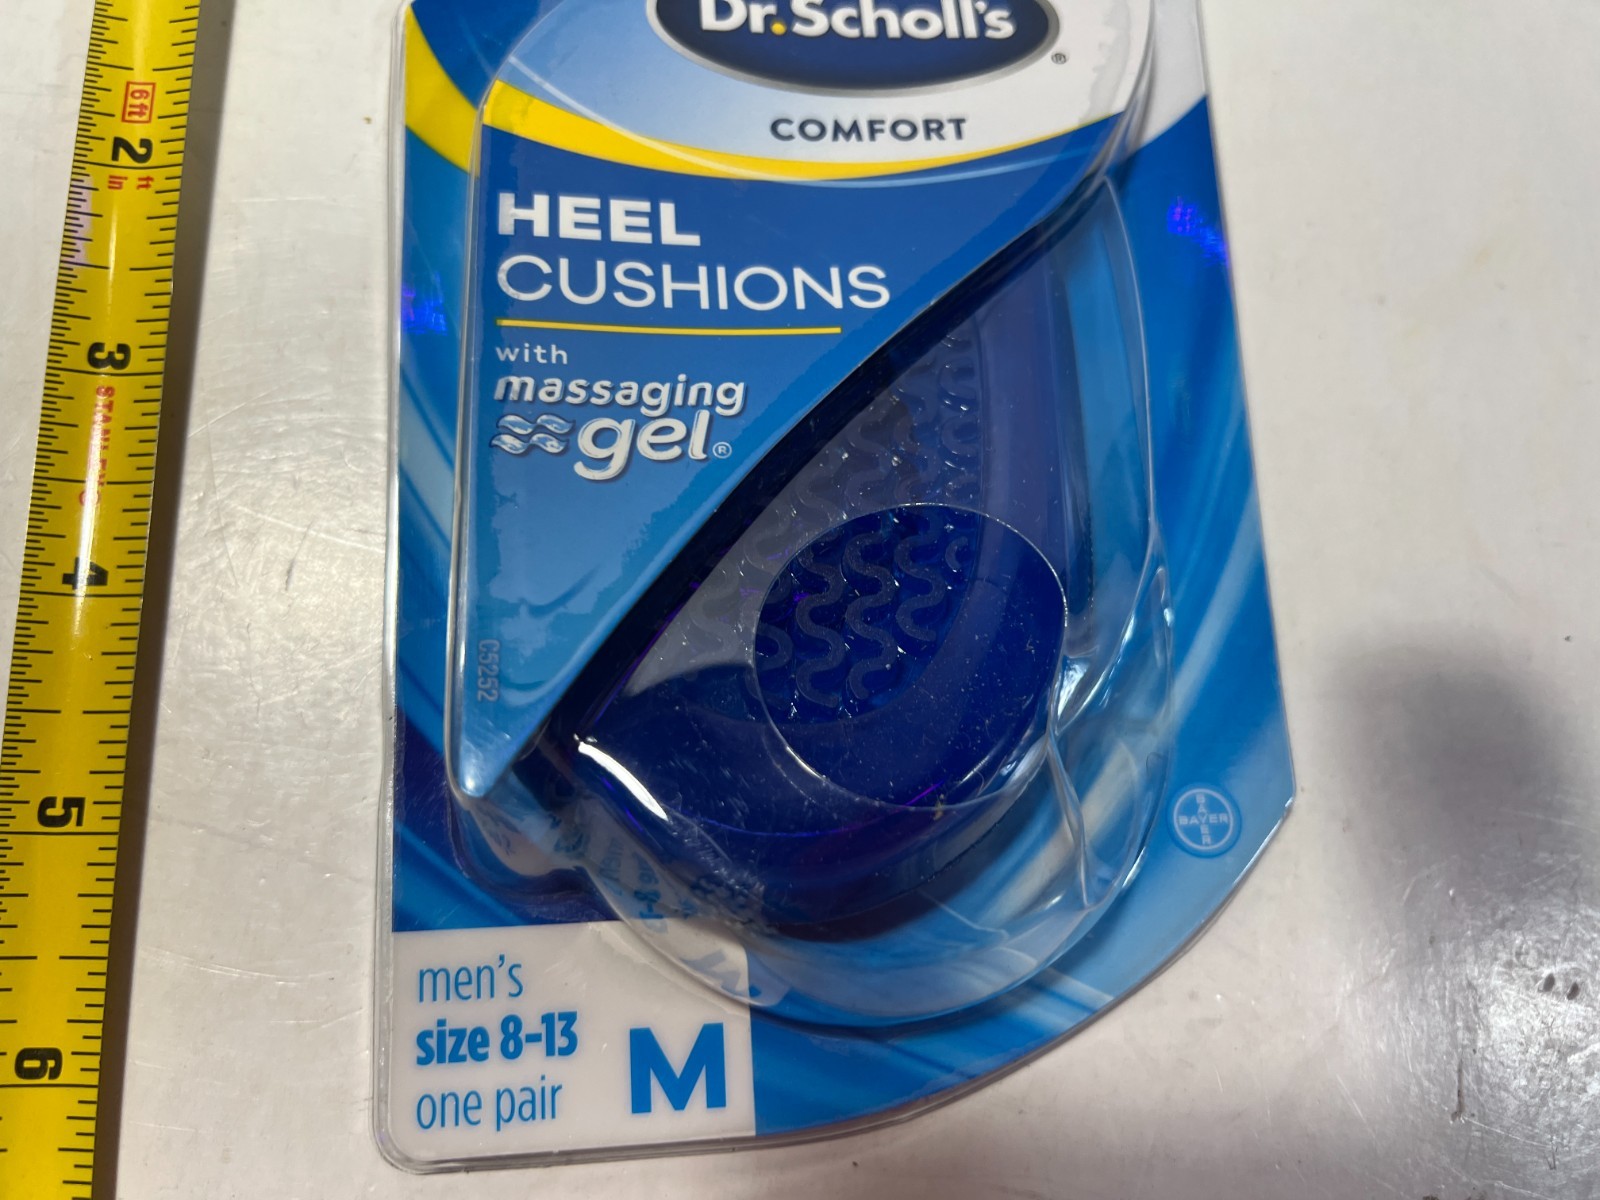 Dr.Scholl's
®
COMFORT
HEEL
CUSHIONS
with
massaging
gel®
C5252
BAYER
BAYER
men's
size 8-13
one pair
M
6ft
2
ft
in
3
4
5
6